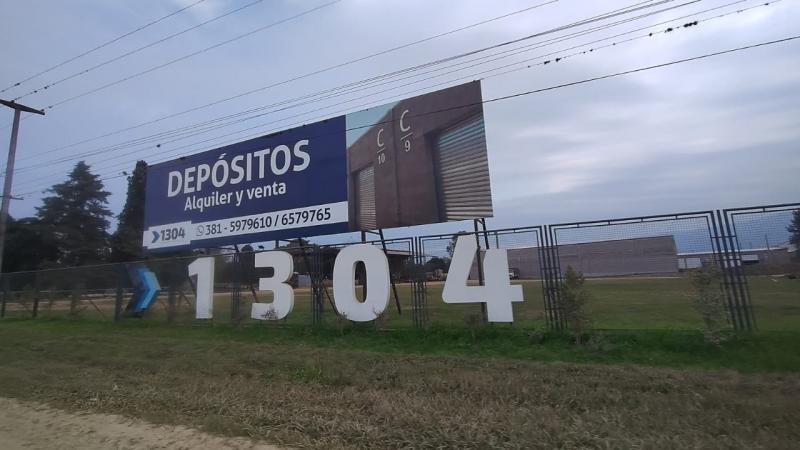 DEPÓSITOS
Alquiler y venta
1304
381 - 5979610 / 6579765
C
10
C
9
1304